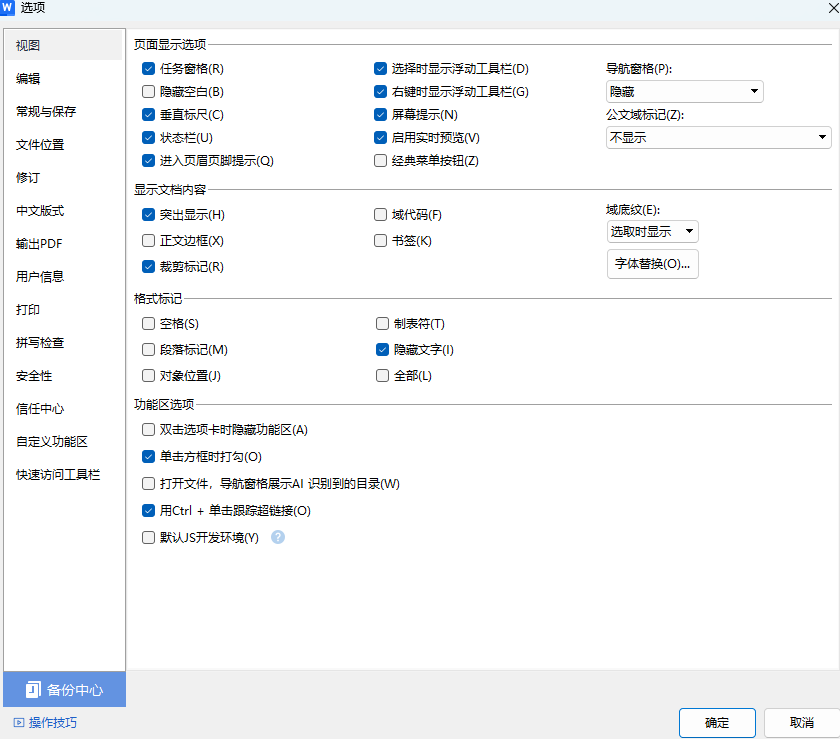 W 选项
视图
编辑
常规与保存
文件位置
修订
中文版式
输出PDF
用户信息
打印
拼写检查
安全性
信任中心
自定义功能区
快速访问工具栏
备份中心
操作技巧
页面显示选项
任务窗格(R)
选择时显示浮动工具栏(D)
导航窗格(P):
隐藏空白(B)
右键时显示浮动工具栏(G)
隐藏
垂直标尺(C)
屏幕提示(N)
公文域标记(Z):
状态栏(U)
启用实时预览(V)
不显示
进入页眉页脚提示(Q)
经典菜单按钮(Z)
显示文档内容
突出显示(H)
域代码(F)
域底纹(E):
选取时显示
正文边框(X)
书签(K)
裁剪标记(R)
字体替换(O)...
格式标记
空格(S)
制表符(T)
段落标记(M)
隐藏文字(I)
对象位置(J)
全部(L)
功能区选项
双击选项卡时隐藏功能区(A)
单击方框时打勾(O)
打开文件，导航窗格展示AI 识别到的目录(W)
用Ctrl + 单击跟踪超链接(O)
默认JS开发环境(Y) ?
确定
取消